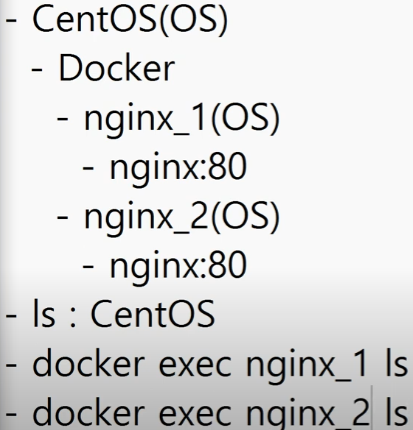 - CentOS(OS)
- Docker
- nginx_1(OS)
- nginx:80
- nginx_2(OS)
- nginx:80
- ls : CentOS
- docker exec nginx_1 ls
- docker exec nginx_2 ls